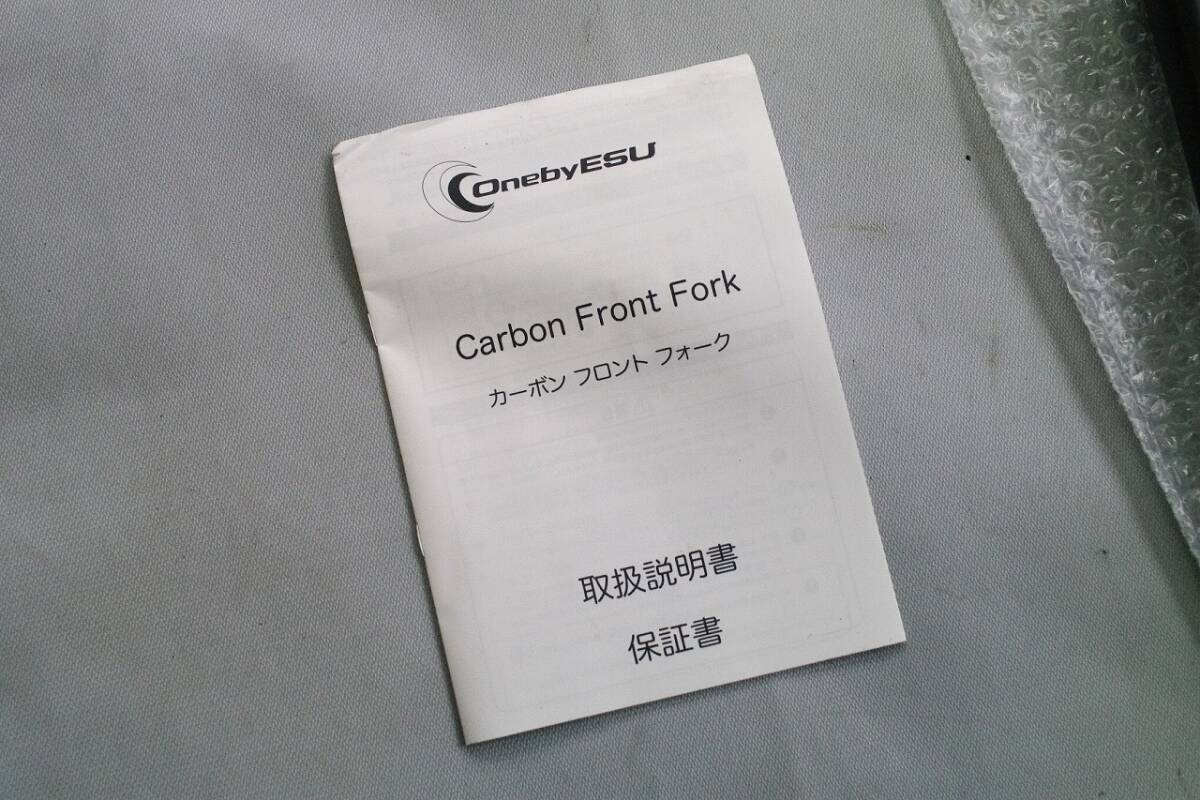 OnebyESU
Carbon Front Fork
カーボン フロント フォーク
取扱説明書
保証書